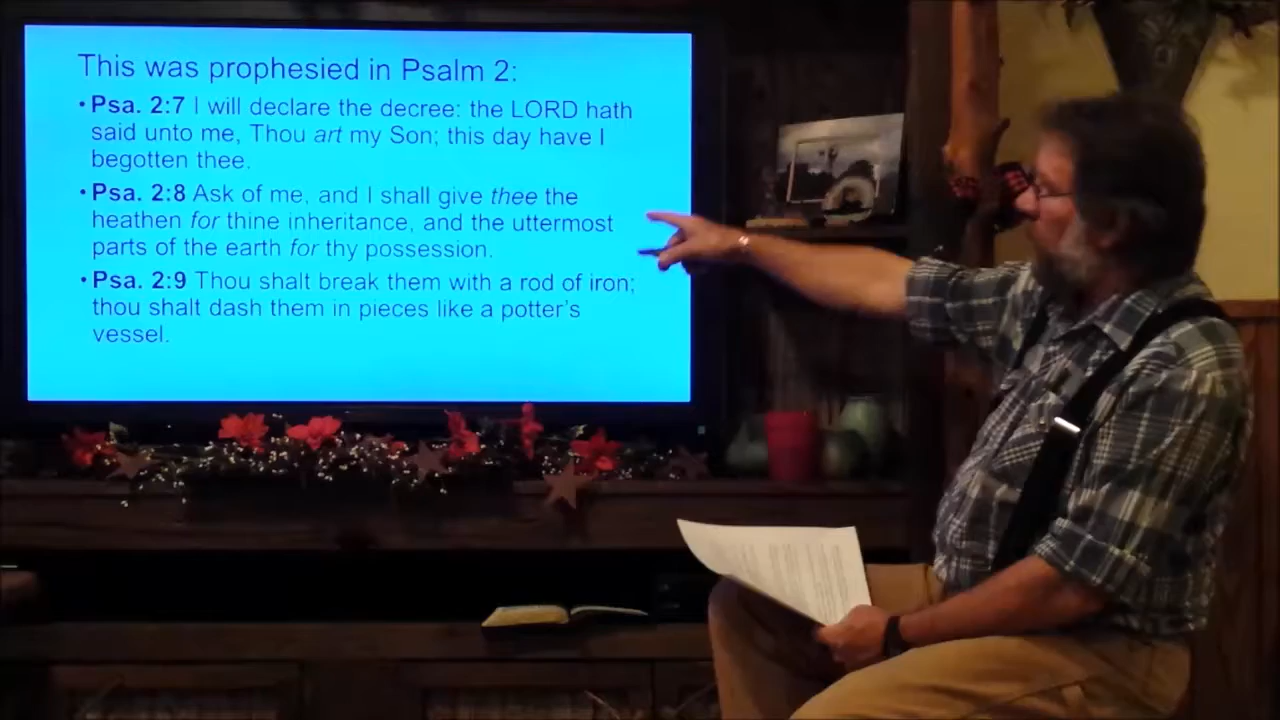 This was prophesied in Psalm 2:
• Psa. 2:7 I will declare the decree: the LORD hath
said unto me, Thou art my Son; this day have I
begotten thee.
• Psa. 2:8 Ask of me, and I shall give thee the
heathen for thine inheritance, and the uttermost
parts of the earth for thy possession.
• Psa. 2:9 Thou shalt break them with a rod of iron;
thou shalt dash them in pieces like a potter's
vessel.